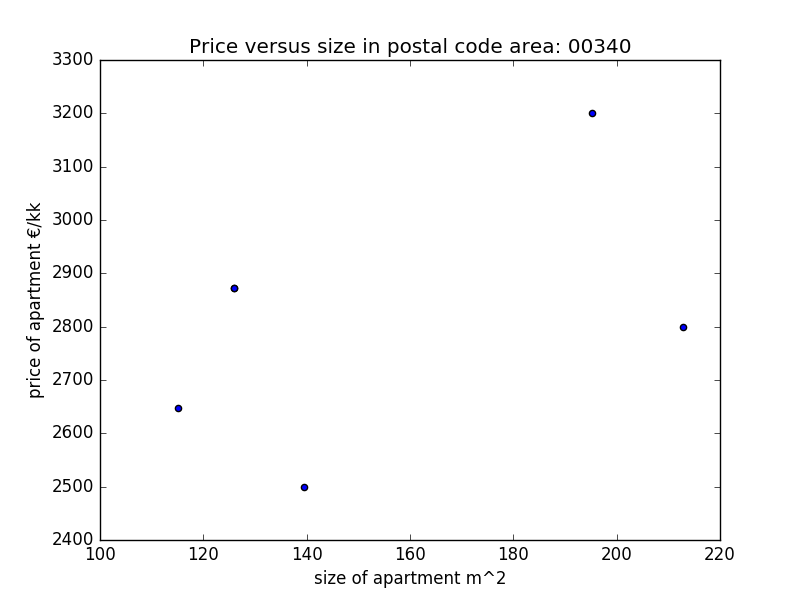 Price versus size in postal code area: 00340
3300
3200
3100
3000
2900
2800
2700
2600
2500
2400
price of apartment €/kk
100 120 140 160 180 200 220
size of apartment m^2